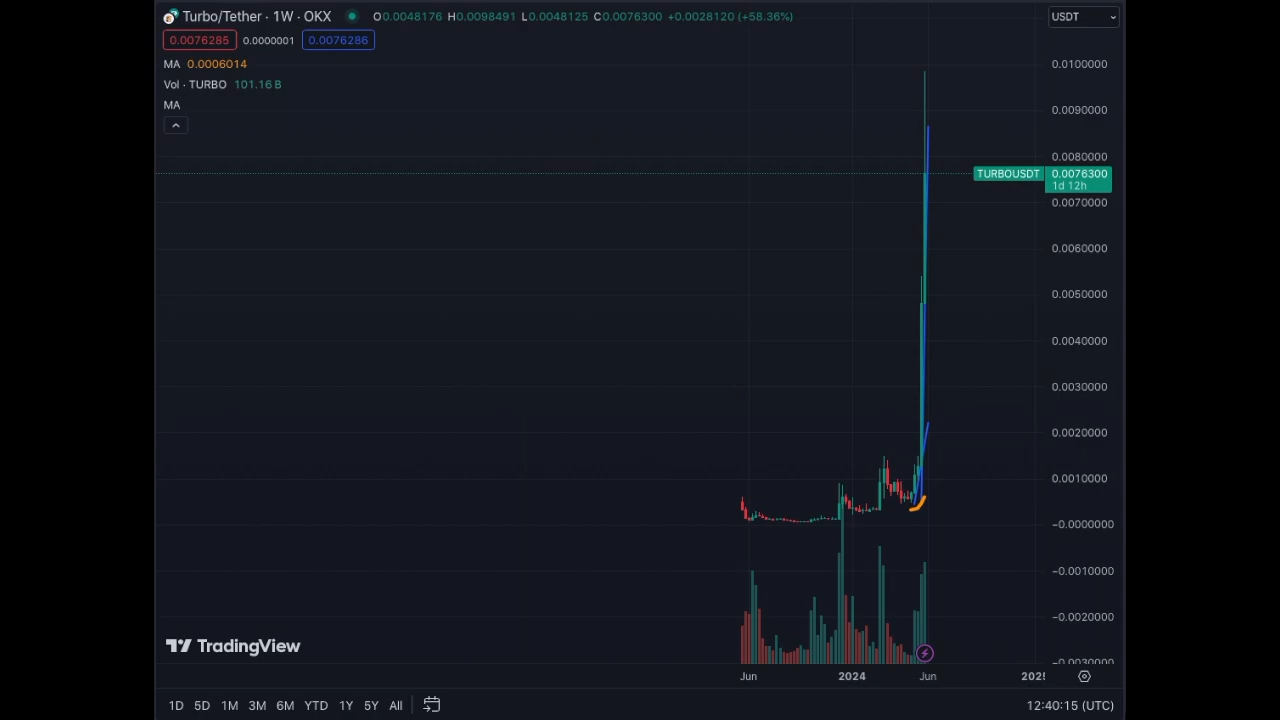 Turbo/Tether · 1W · OKX O0.0048176 H0.0098491 L0.0048125 C0.0076300 +0.0028120 (+58.36%) USDT
0.0076285 0.0000001 0.0076286
MA 0.0006014
Vol · TURBO 101.16 B
MA
0.0100000
0.0090000
0.0080000
TURBOUSDT 0.0076300
1d 12h
0.0070000
0.0060000
0.0050000
0.0040000
0.0030000
0.0020000
0.0010000
−0.0000000
−0.0010000
−0.0020000
TradingView
−0.0030000
Jun 2024 Jun 2025
1D 5D 1M 3M 6M YTD 1Y 5Y All 12:40:15 (UTC)